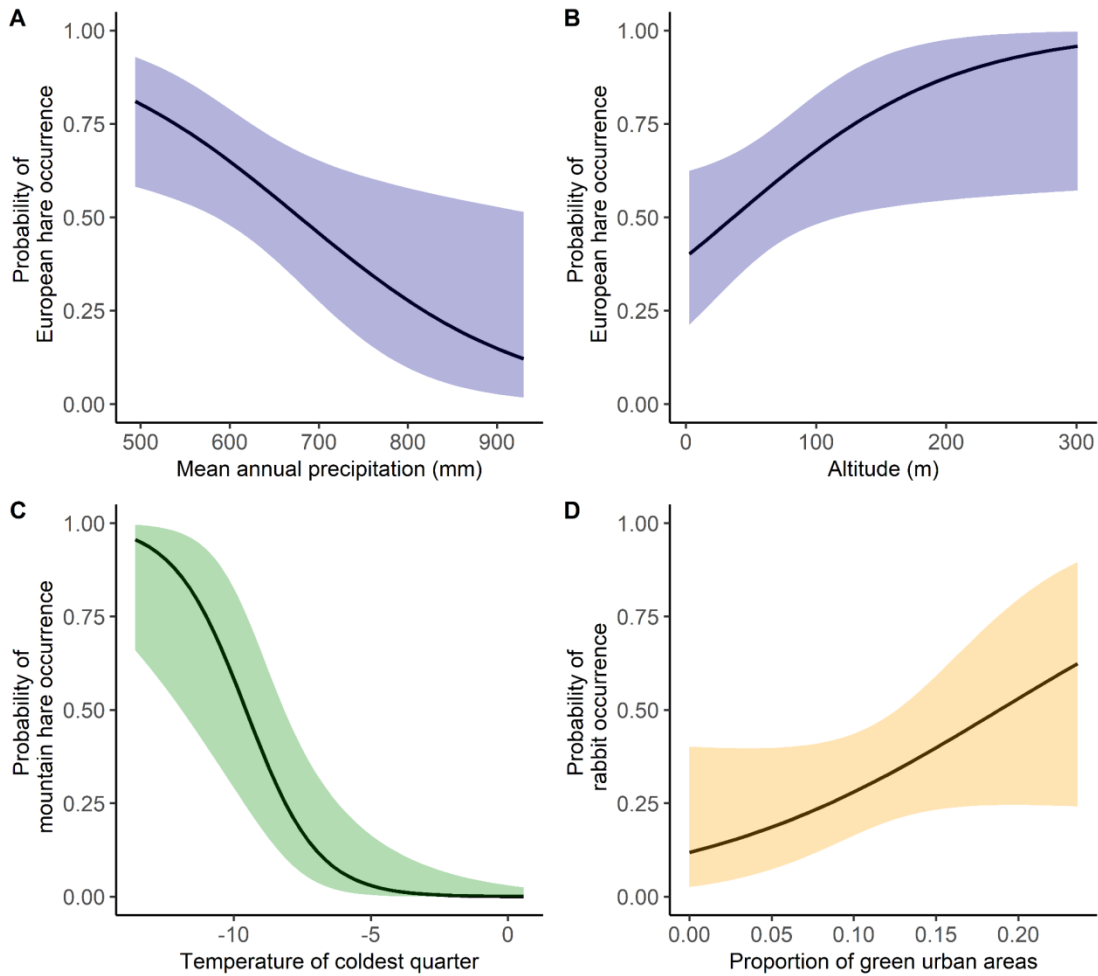 A
Probability of
European hare occurrence
1.00
0.75
0.50
0.25
0.00
500 600 700 800 900
Mean annual precipitation (mm)
B
Probability of
European hare occurrence
1.00
0.75
0.50
0.25
0.00
0 100 200 300
Altitude (m)
C
Probability of
mountain hare occurrence
1.00
0.75
0.50
0.25
0.00
-10 -5 0
Temperature of coldest quarter
D
Probability of
rabbit occurrence
1.00
0.75
0.50
0.25
0.00
0.00 0.05 0.10 0.15 0.20
Proportion of green urban areas